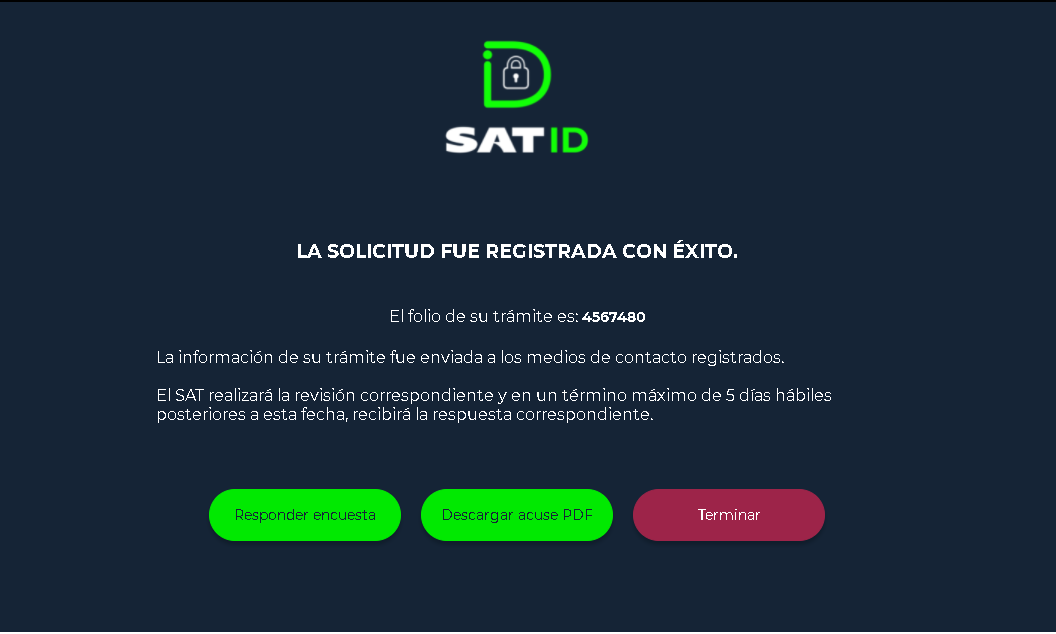 SAT ID
LA SOLICITUD FUE REGISTRADA CON ÉXITO.
El folio de su trámite es: 4567480
La información de su trámite fue enviada a los medios de contacto registrados.
El SAT realizará la revisión correspondiente y en un término máximo de 5 días hábiles
posteriores a esta fecha, recibirá la respuesta correspondiente.
Responder encuesta
Descargar acuse PDF
Terminar